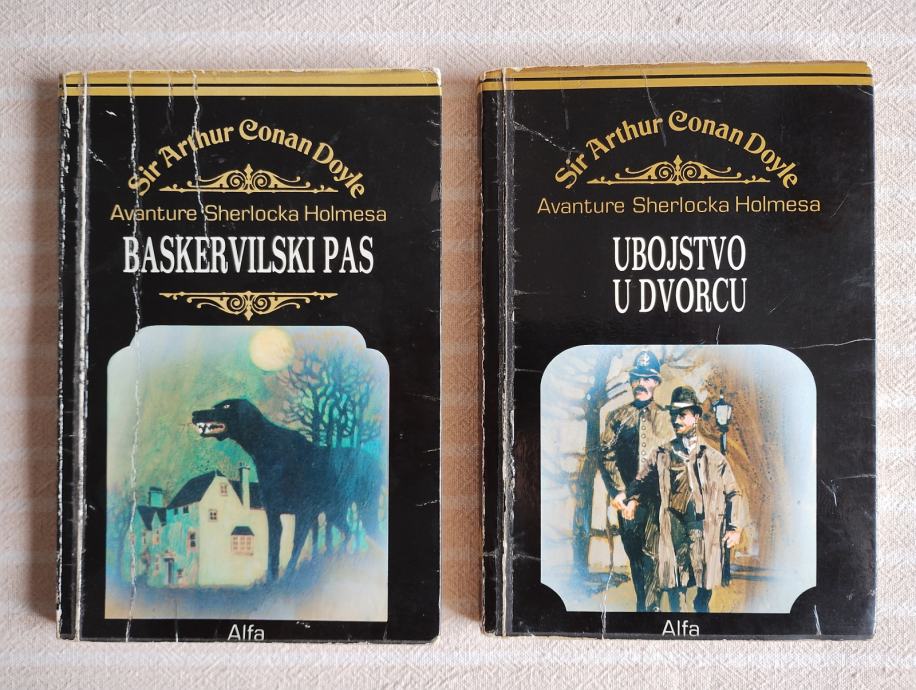 Sir Arthur Conan Doyle
Avanture Sherlocka Holmesa
BASKERVILSKI PAS
Alfa
Sir Arthur Conan Doyle
Avanture Sherlocka Holmesa
UBOJSTVO
U DVORCU
Alfa